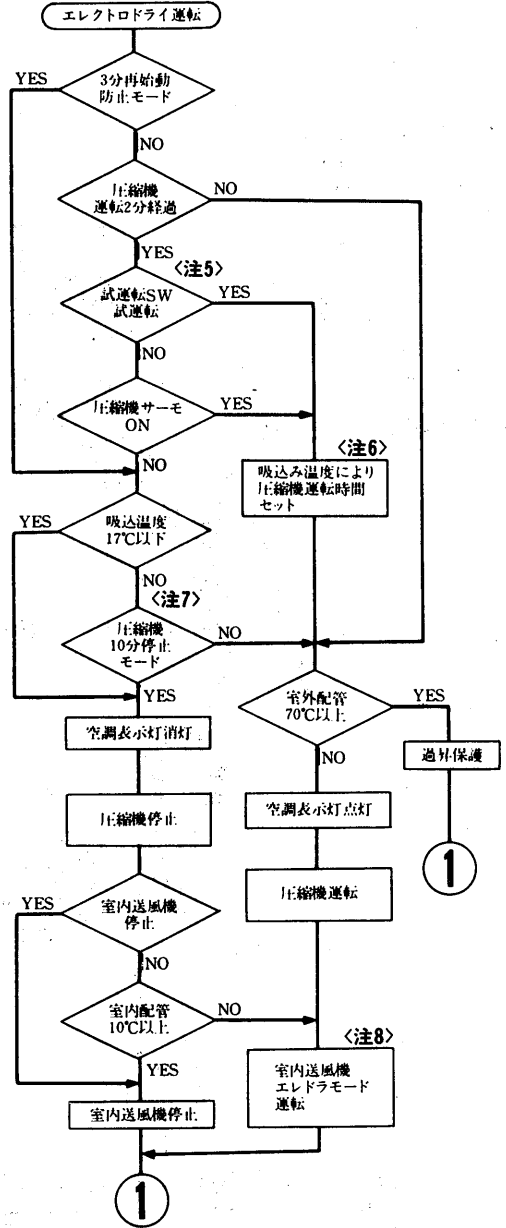 エレクトロドライ運転
YES
3分再始動
防止モード
NO
圧縮機
運転2分経過
NO
YES
〈注5〉
試運転SW
試運転
YES
NO
圧縮機サーモ
ON
YES
NO
〈注6〉
吸込み温度により
圧縮機運転時間
セット
YES
吸込温度
17℃以下
NO
〈注7〉
圧縮機
10分停止
モード
NO
YES
室外配管
70℃以上
YES
NO
空調表示灯消灯
過昇保護
圧縮機停止
空調表示灯点灯
1
圧縮機運転
YES
室内送風機
停止
NO
室内配管
10℃以上
NO
YES
〈注8〉
室内送風機
エレドラモード
運転
室内送風機停止
1